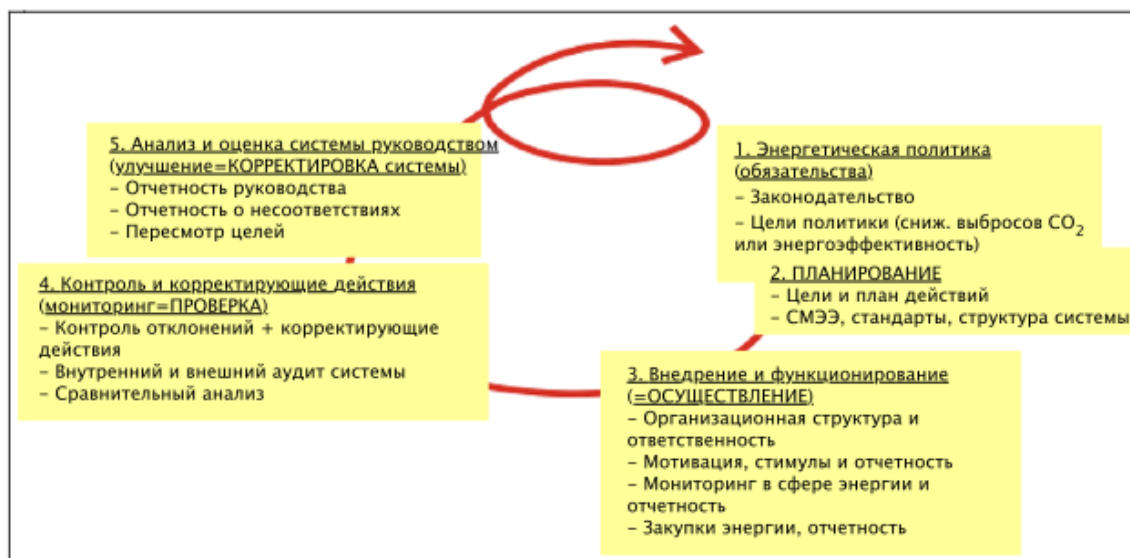 5. Анализ и оценка системы руководством
(улучшение=КОРРЕКТИРОВКА системы)
– Отчетность руководства
– Отчетность о несоответствиях
– Пересмотр целей
1. Энергетическая политика
(обязательства)
– Законодательство
– Цели политики (сниж. выбросов CO₂
или энергоэффективность)
2. ПЛАНИРОВАНИЕ
– Цели и план действий
– СМЭЭ, стандарты, структура системы
3. Внедрение и функционирование
(=ОСУЩЕСТВЛЕНИЕ)
– Организационная структура и
ответственность
– Мотивация, стимулы и отчетность
– Мониторинг в сфере энергии и
отчетность
– Закупки энергии, отчетность
4. Контроль и корректирующие действия
(мониторинг=ПРОВЕРКА)
– Контроль отклонений + корректирующие
действия
– Внутренний и внешний аудит системы
– Сравнительный анализ